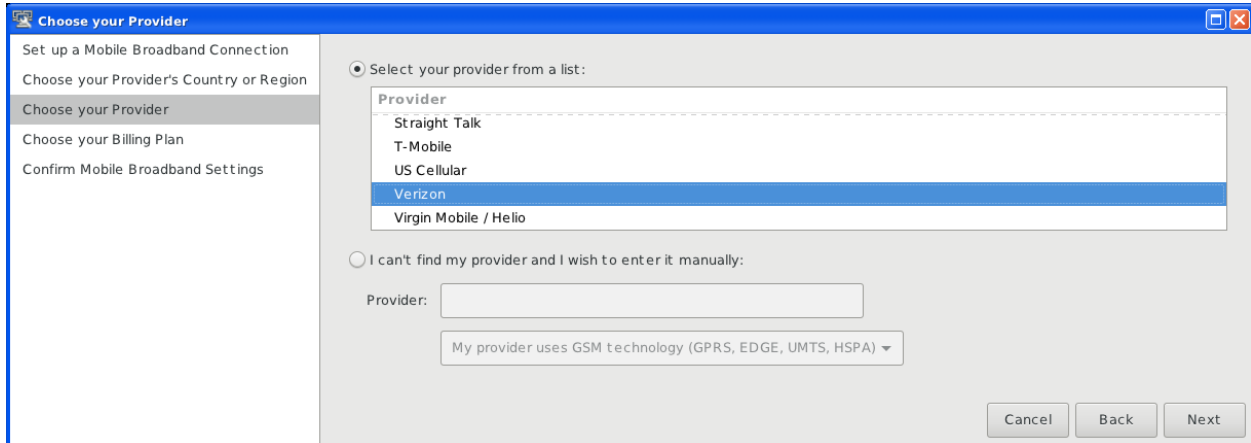 Choose your Provider
Set up a Mobile Broadband Connection
Choose your Provider's Country or Region
Choose your Provider
Choose your Billing Plan
Confirm Mobile Broadband Settings
Select your provider from a list:
Provider
Straight Talk
T-Mobile
US Cellular
Verizon
Virgin Mobile / Helio
I can't find my provider and I wish to enter it manually:
Provider:
My provider uses GSM technology (GPRS, EDGE, UMTS, HSPA)
Cancel Back Next